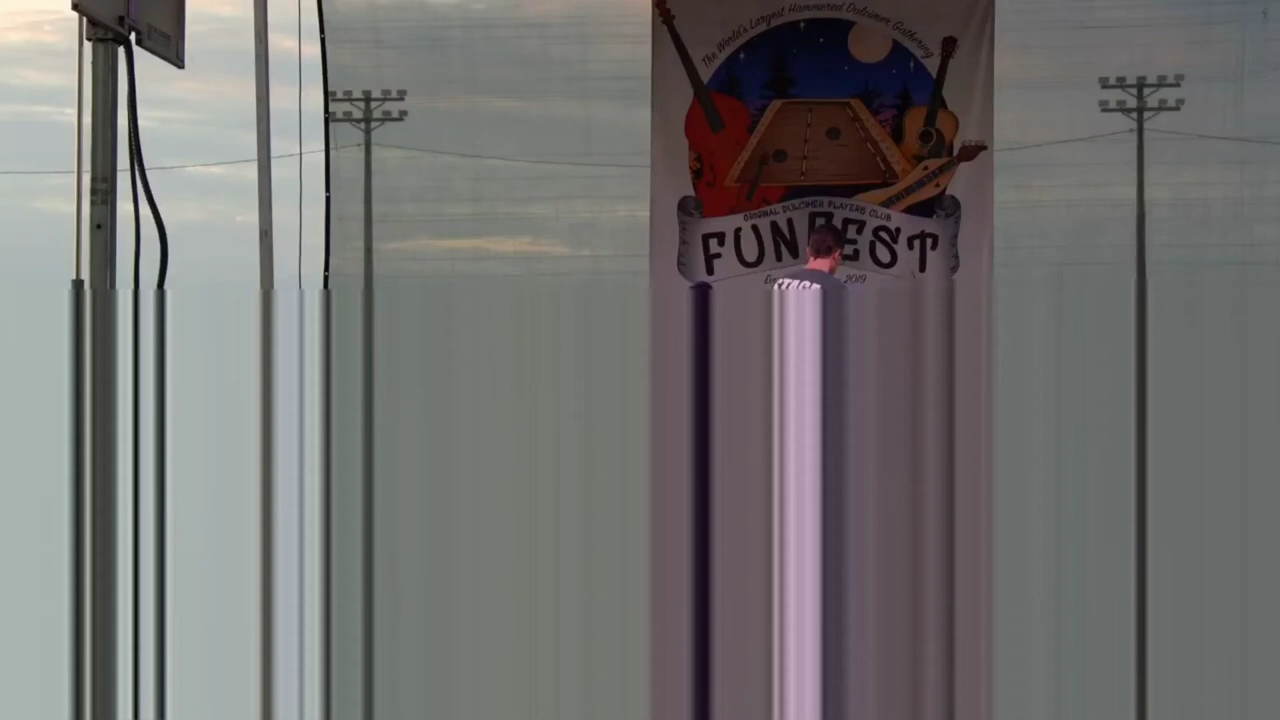 The World's Largest Hammered Dulcimer Gathering
ORIGINAL DULCIMER PLAYERS CLUB
FUNFEST
2019